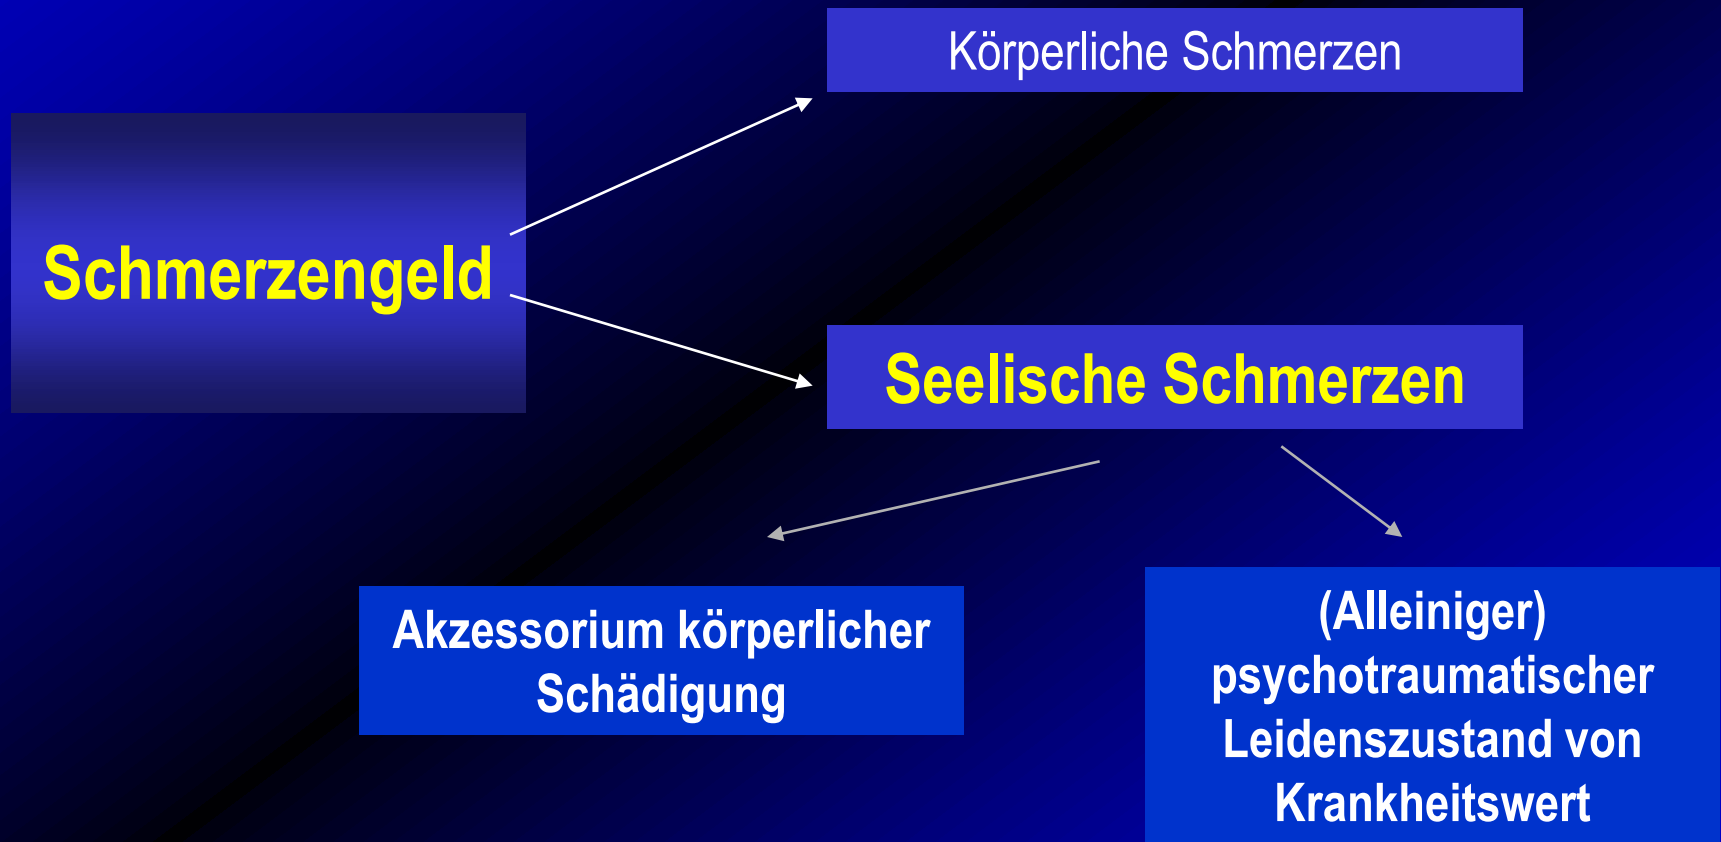 Körperliche Schmerzen
Schmerzengeld
Seelische Schmerzen
Akzessorium körperlicher
Schädigung
(Alleiniger)
psychotraumatischer
Leidenszustand von
Krankheitswert